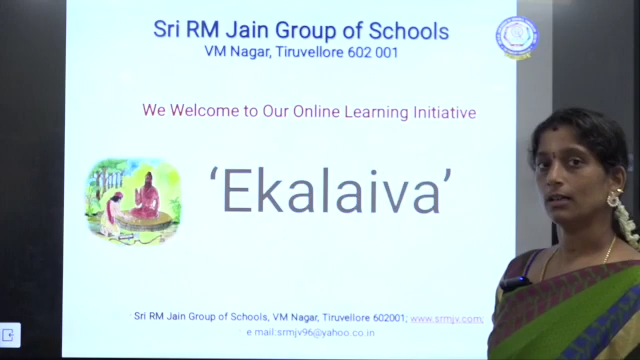 Sri RM Jain Group of Schools
VM Nagar, Tiruvellore 602 001
We Welcome to Our Online Learning Initiative
‘Ekalaiva’
Sri RM Jain Group of Schools, VM Nagar, Tiruvellore 602001; www.srmjv.com;
e mail:srmjv96@yahoo.co.in